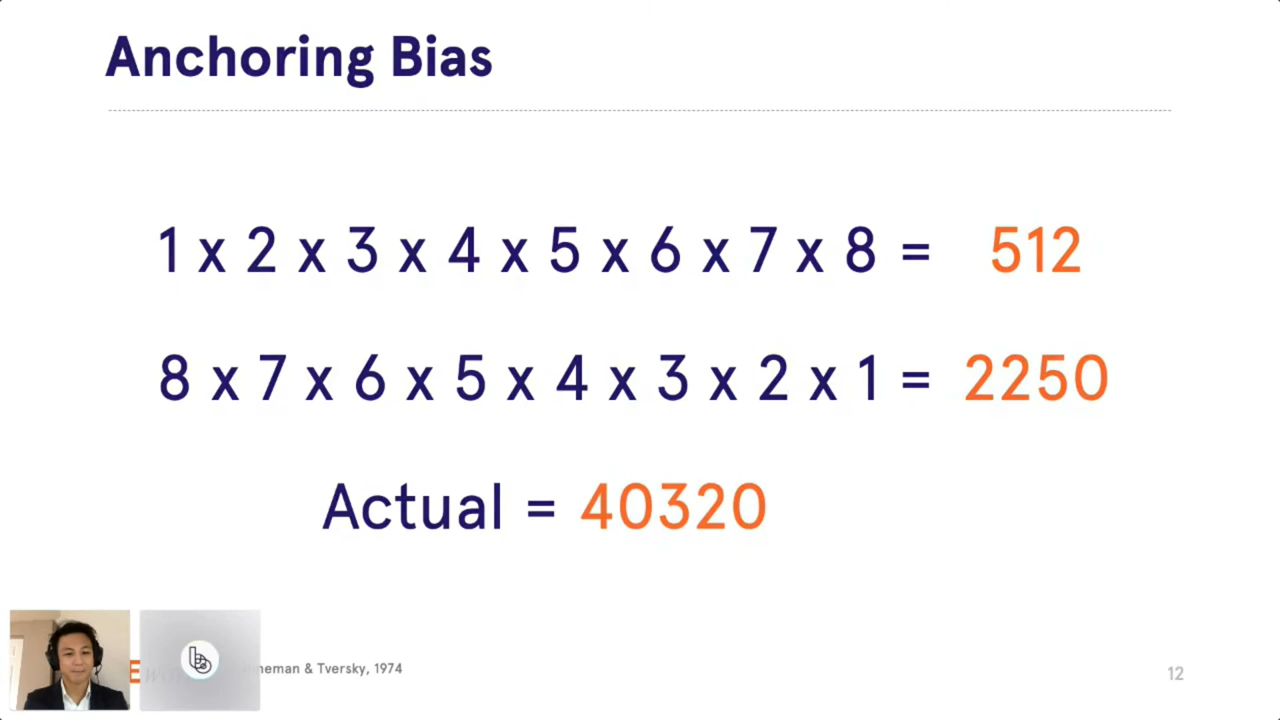 Anchoring Bias
1 x 2 x 3 x 4 x 5 x 6 x 7 x 8 = 512
8 x 7 x 6 x 5 x 4 x 3 x 2 x 1 = 2250
Actual = 40320
& Tversky, 1974
12